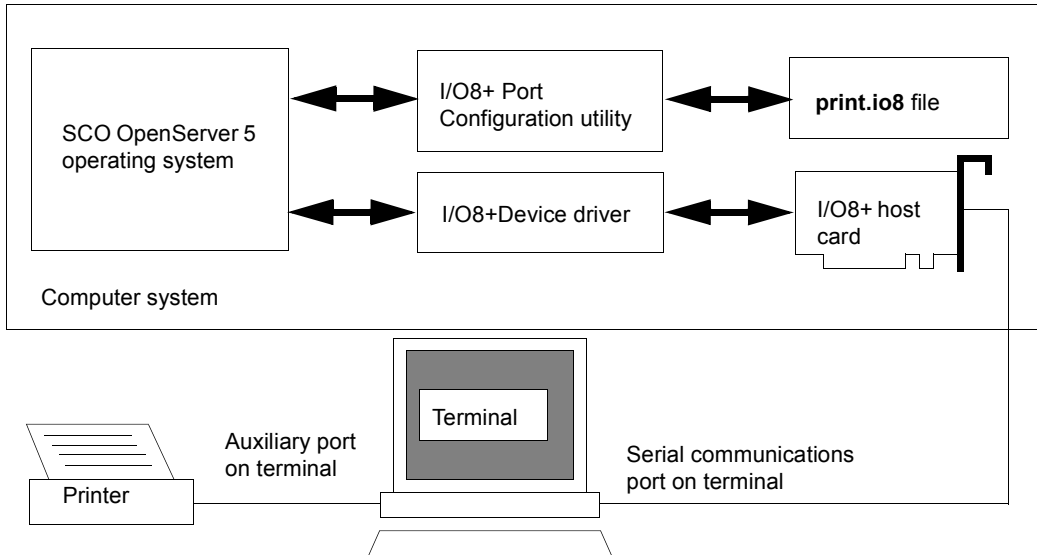 SCO OpenServer 5
operating system
I/O8+ Port
Configuration utility
print.io8 file
I/O8+Device driver
I/O8+ host
card
Computer system
Terminal
Auxiliary port
on terminal
Serial communications
port on terminal
Printer